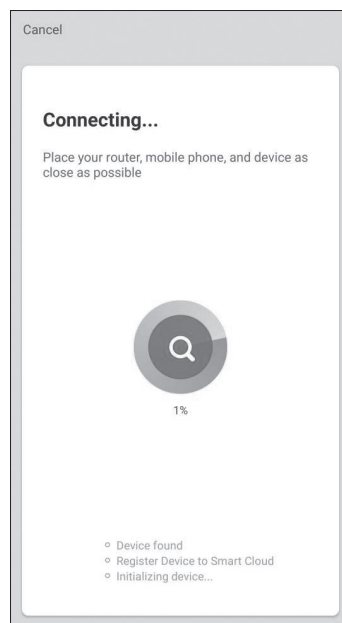 Cancel
Connecting...
Place your router, mobile phone, and device as
close as possible
1%
Device found
Register Device to Smart Cloud
Initializing device...